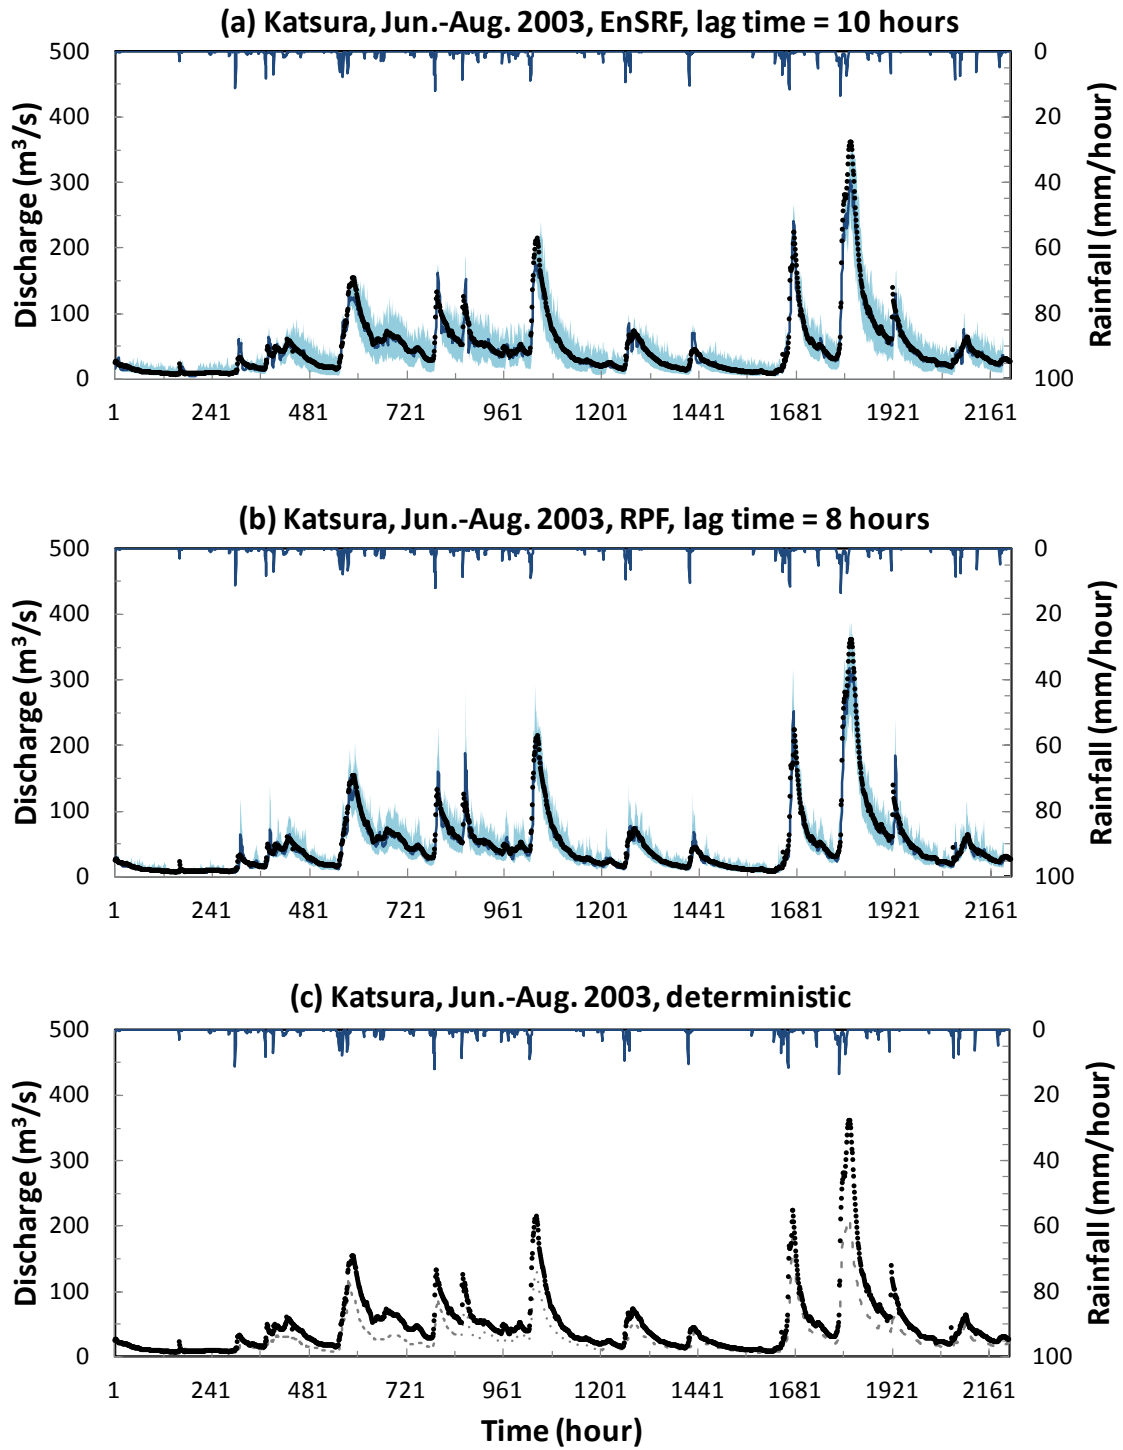 (a) Katsura, Jun.-Aug. 2003, EnSRF, lag time = 10 hours
500 0
400 20
300 40
200 60
100 80
0 100
Discharge (m³/s)
Rainfall (mm/hour)
1 241 481 721 961 1201 1441 1681 1921 2161
(b) Katsura, Jun.-Aug. 2003, RPF, lag time = 8 hours
500 0
400 20
300 40
200 60
100 80
0 100
Discharge (m³/s)
Rainfall (mm/hour)
1 241 481 721 961 1201 1441 1681 1921 2161
(c) Katsura, Jun.-Aug. 2003, deterministic
500 0
400 20
300 40
200 60
100 80
0 100
Discharge (m³/s)
Rainfall (mm/hour)
1 241 481 721 961 1201 1441 1681 1921 2161
Time (hour)